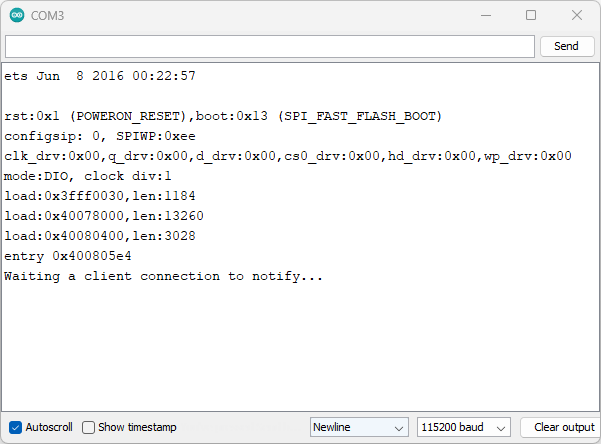 COM3
Send
ets Jun  8 2016 00:22:57
rst:0x1 (POWERON_RESET),boot:0x13 (SPI_FAST_FLASH_BOOT)
configsip: 0, SPIWP:0xee
clk_drv:0x00,q_drv:0x00,d_drv:0x00,cs0_drv:0x00,hd_drv:0x00,wp_drv:0x00
mode:DIO, clock div:1
load:0x3fff0030,len:1184
load:0x40078000,len:13260
load:0x40080400,len:3028
entry 0x400805e4
Waiting a client connection to notify...
Autoscroll Show timestamp Newline 115200 baud Clear output